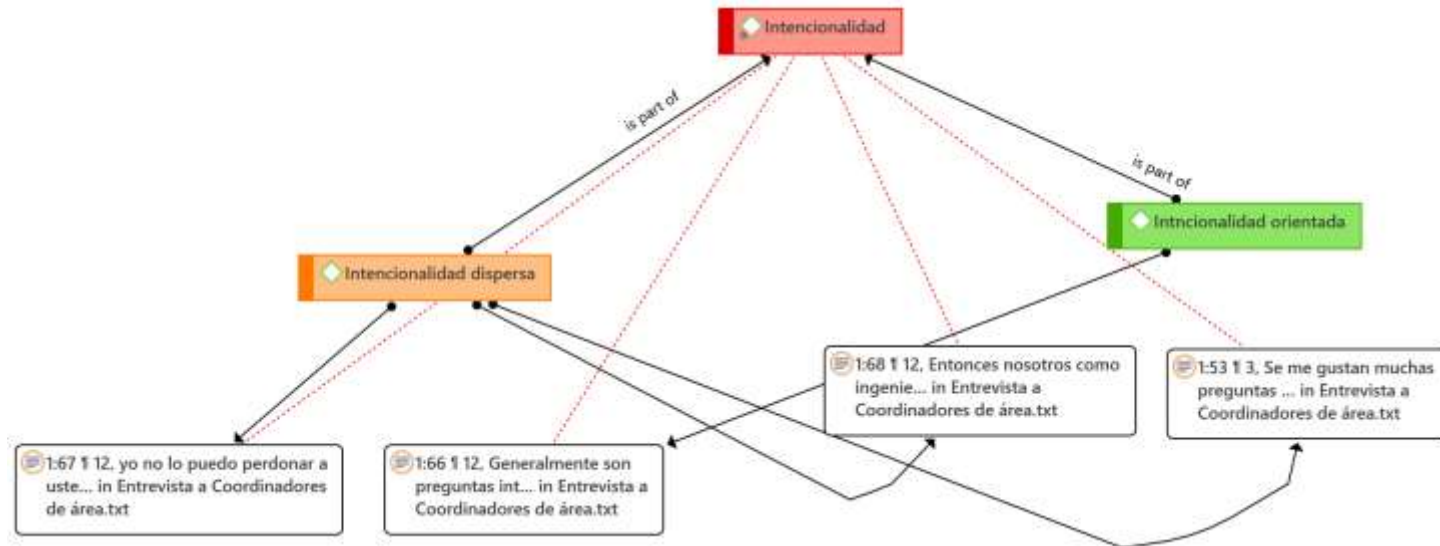 Intencionalidad
is part of
is part of
Intncionalidad orientada
Intencionalidad dispersa
1:68 ¶ 12, Entonces nosotros como
ingenie... in Entrevista a
Coordinadores de área.txt
1:53 ¶ 3, Se me gustan muchas
preguntas ... in Entrevista a
Coordinadores de área.txt
1:67 ¶ 12, yo no lo puedo perdonar a
uste... in Entrevista a Coordinadores
de área.txt
1:66 ¶ 12, Generalmente son
preguntas int... in Entrevista a
Coordinadores de área.txt